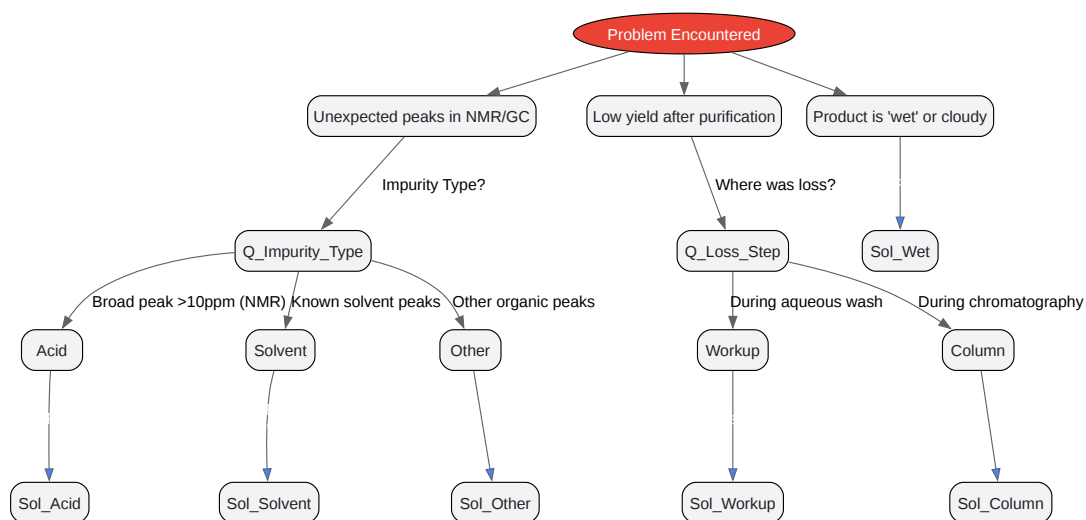 Problem Encountered
Unexpected peaks in NMR/GC
Low yield after purification
Product is 'wet' or cloudy
Impurity Type?
Where was loss?
Q_Impurity_Type
Q_Loss_Step
Sol_Wet
Broad peak >10ppm (NMR)
Known solvent peaks
Other organic peaks
During aqueous wash
During chromatography
Acid
Solvent
Other
Workup
Column
Sol_Acid
Sol_Solvent
Sol_Other
Sol_Workup
Sol_Column